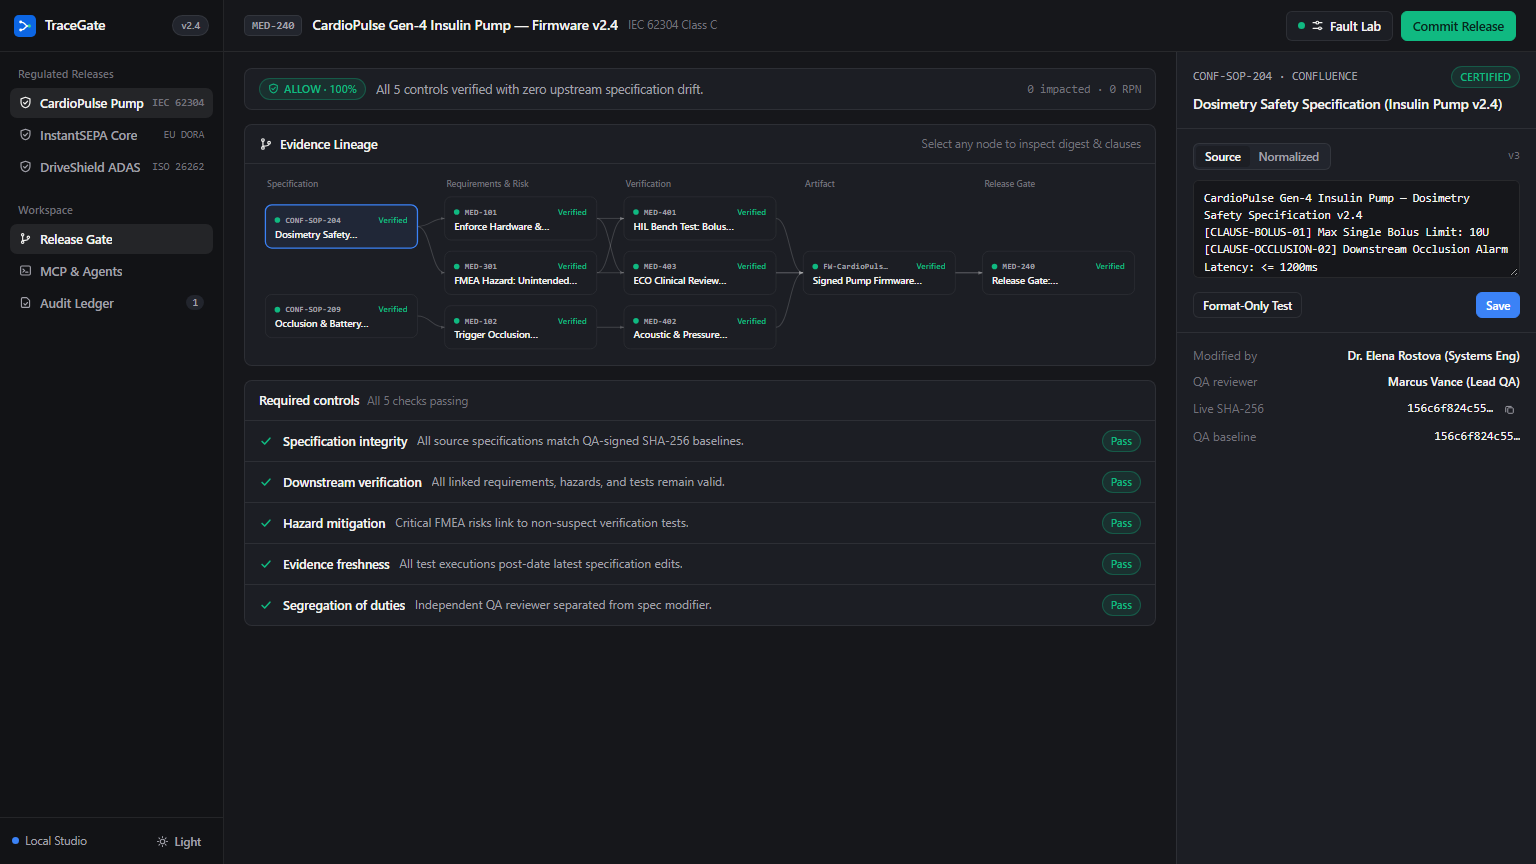 TraceGate
v2.4
Regulated Releases
CardioPulse Pump IEC 62304
InstantSEPA Core EU DORA
DriveShield ADAS ISO 26262
Workspace
Release Gate
MCP & Agents
Audit Ledger 1
Local Studio
Light
MED-240 CardioPulse Gen-4 Insulin Pump — Firmware v2.4 IEC 62304 Class C
Fault Lab
Commit Release
ALLOW · 100% All 5 controls verified with zero upstream specification drift. 0 impacted · 0 RPN
Evidence Lineage Select any node to inspect digest & clauses
Specification
CONF-SOP-204 Verified
Dosimetry Safety...
CONF-SOP-209 Verified
Occlusion & Battery...
Requirements & Risk
MED-101 Verified
Enforce Hardware &...
MED-301 Verified
FMEA Hazard: Unintended...
MED-102 Verified
Trigger Occlusion...
Verification
MED-401 Verified
HIL Bench Test: Bolus...
MED-403 Verified
ECO Clinical Review...
MED-402 Verified
Acoustic & Pressure...
Artifact
FW-CardioPuls… Verified
Signed Pump Firmware...
Release Gate
MED-240 Verified
Release Gate:...
Required controls All 5 checks passing
Specification integrity All source specifications match QA-signed SHA-256 baselines. Pass
Downstream verification All linked requirements, hazards, and tests remain valid. Pass
Hazard mitigation Critical FMEA risks link to non-suspect verification tests. Pass
Evidence freshness All test executions post-date latest specification edits. Pass
Segregation of duties Independent QA reviewer separated from spec modifier. Pass
CONF-SOP-204 · CONFLUENCE CERTIFIED
Dosimetry Safety Specification (Insulin Pump v2.4)
Source Normalized v3
CardioPulse Gen-4 Insulin Pump — Dosimetry
Safety Specification v2.4
[CLAUSE-BOLUS-01] Max Single Bolus Limit: 10U
[CLAUSE-OCCLUSION-02] Downstream Occlusion Alarm
Latency: <= 1200ms
Format-Only Test Save
Modified by Dr. Elena Rostova (Systems Eng)
QA reviewer Marcus Vance (Lead QA)
Live SHA-256 156c6f824c55…
QA baseline 156c6f824c55…